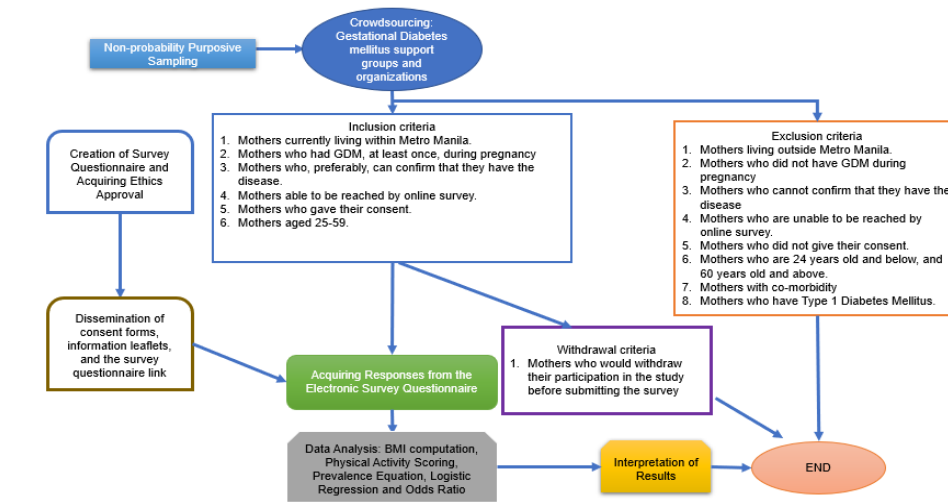 Non-probability Purposive
Sampling
Crowdsourcing:
Gestational Diabetes
mellitus support
groups and
organizations
Creation of Survey
Questionnaire and
Acquiring Ethics
Approval
Inclusion criteria
1. Mothers currently living within Metro Manila.
2. Mothers who had GDM, at least once, during pregnancy
3. Mothers who, preferably, can confirm that they have the
disease.
4. Mothers able to be reached by online survey.
5. Mothers who gave their consent.
6. Mothers aged 25-59.
Exclusion criteria
1. Mothers living outside Metro Manila.
2. Mothers who did not have GDM during
pregnancy
3. Mothers who cannot confirm that they have the
disease
4. Mothers who are unable to be reached by
online survey.
5. Mothers who did not give their consent.
6. Mothers who are 24 years old and below, and
60 years old and above.
7. Mothers with co-morbidity
8. Mothers who have Type 1 Diabetes Mellitus.
Dissemination of
consent forms,
information leaflets,
and the survey
questionnaire link
Acquiring Responses from the
Electronic Survey Questionnaire
Withdrawal criteria
1. Mothers who would withdraw
their participation in the study
before submitting the survey
Data Analysis: BMI computation,
Physical Activity Scoring,
Prevalence Equation, Logistic
Regression and Odds Ratio
Interpretation of
Results
END